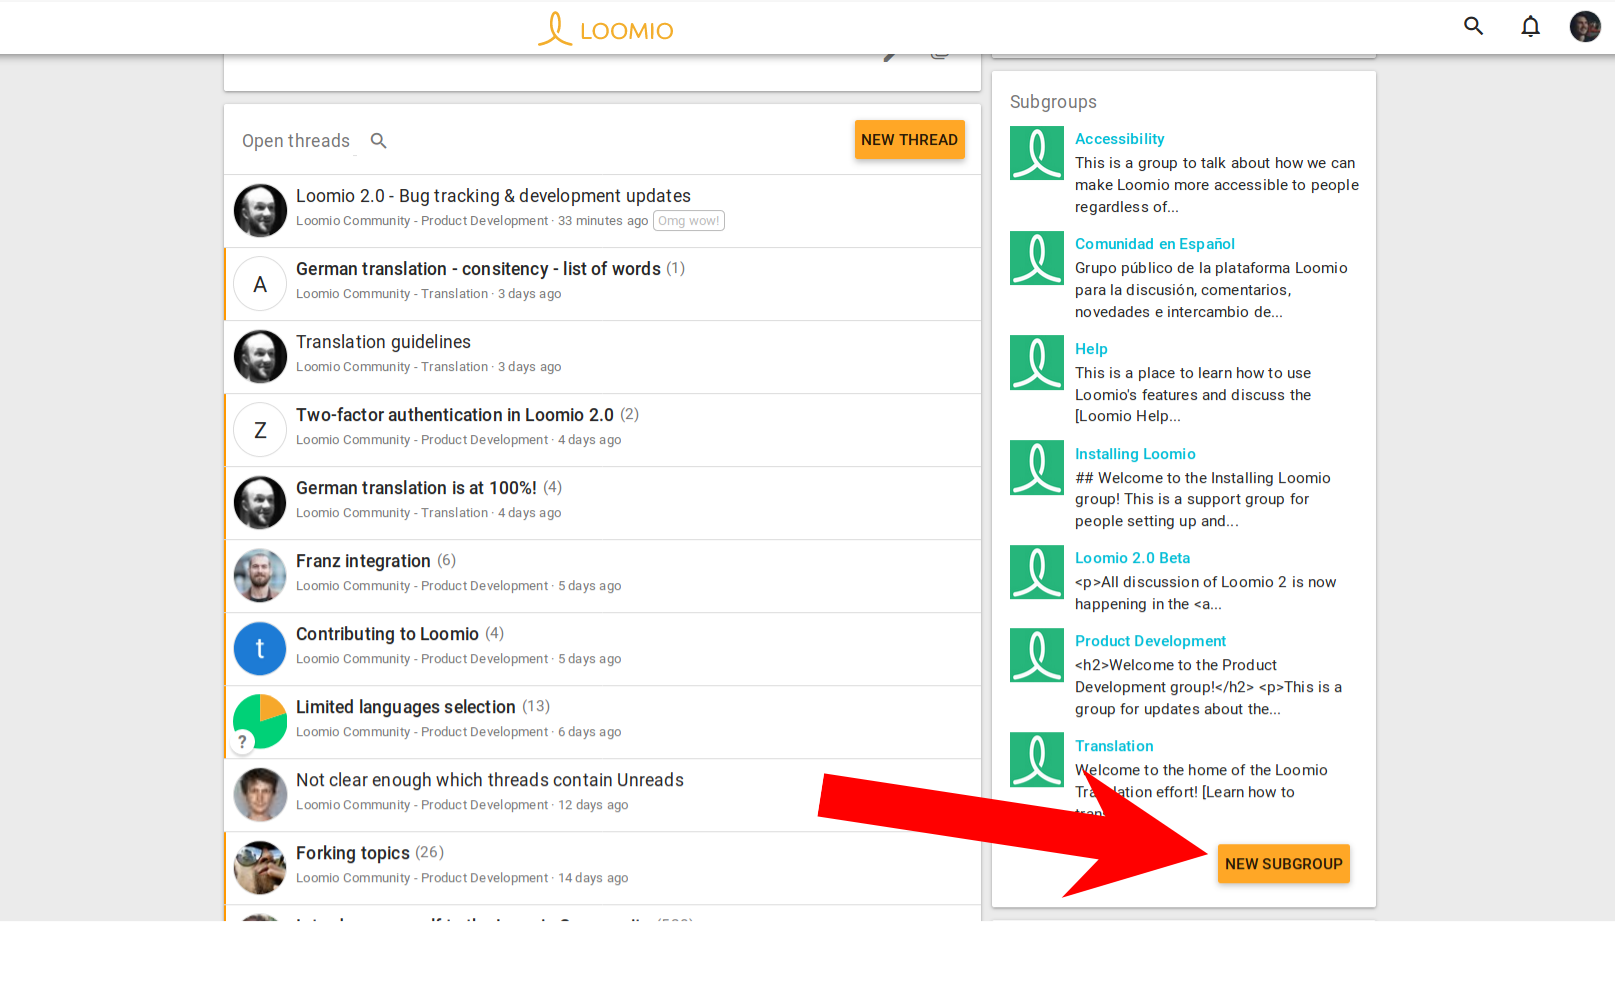 LOOMIO
Open threads
NEW THREAD
Loomio 2.0 - Bug tracking & development updates
Loomio Community - Product Development · 33 minutes ago Omg wow!
A
German translation - consitency - list of words (1)
Loomio Community - Translation · 3 days ago
Translation guidelines
Loomio Community - Translation · 3 days ago
Z
Two-factor authentication in Loomio 2.0 (2)
Loomio Community - Product Development · 4 days ago
German translation is at 100%! (4)
Loomio Community - Translation · 4 days ago
Franz integration (6)
Loomio Community - Product Development · 5 days ago
t
Contributing to Loomio (4)
Loomio Community - Product Development · 5 days ago
Limited languages selection (13)
?
Loomio Community - Product Development · 6 days ago
Not clear enough which threads contain Unreads
Loomio Community - Product Development · 12 days ago
Forking topics (26)
Loomio Community - Product Development · 14 days ago
Subgroups
Accessibility
This is a group to talk about how we can
make Loomio more accessible to people
regardless of...
Comunidad en Español
Grupo público de la plataforma Loomio
para la discusión, comentarios,
novedades e intercambio de...
Help
This is a place to learn how to use
Loomio's features and discuss the
[Loomio Help...
Installing Loomio
## Welcome to the Installing Loomio
group! This is a support group for
people setting up and...
Loomio 2.0 Beta
<p>All discussion of Loomio 2 is now
happening in the <a...
Product Development
<h2>Welcome to the Product
Development group!</h2> <p>This is a
group for updates about the...
Translation
Welcome to the home of the Loomio
effort! [Learn how to
NEW SUBGROUP